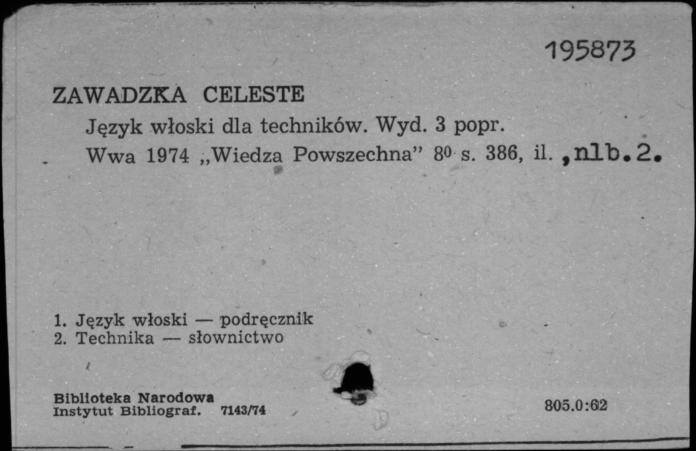 195873
ZAWADZKA CELESTE
Język włoski dla techników. Wyd. 3 popr.
Wwa 1974 „Wiedza Powszechna” 8⁰ s. 386, il. ,nlb.2.
1. Język włoski — podręcznik
2. Technika — słownictwo
Biblioteka Narodowa
Instytut Bibliograf. 7143/74
805.0:62